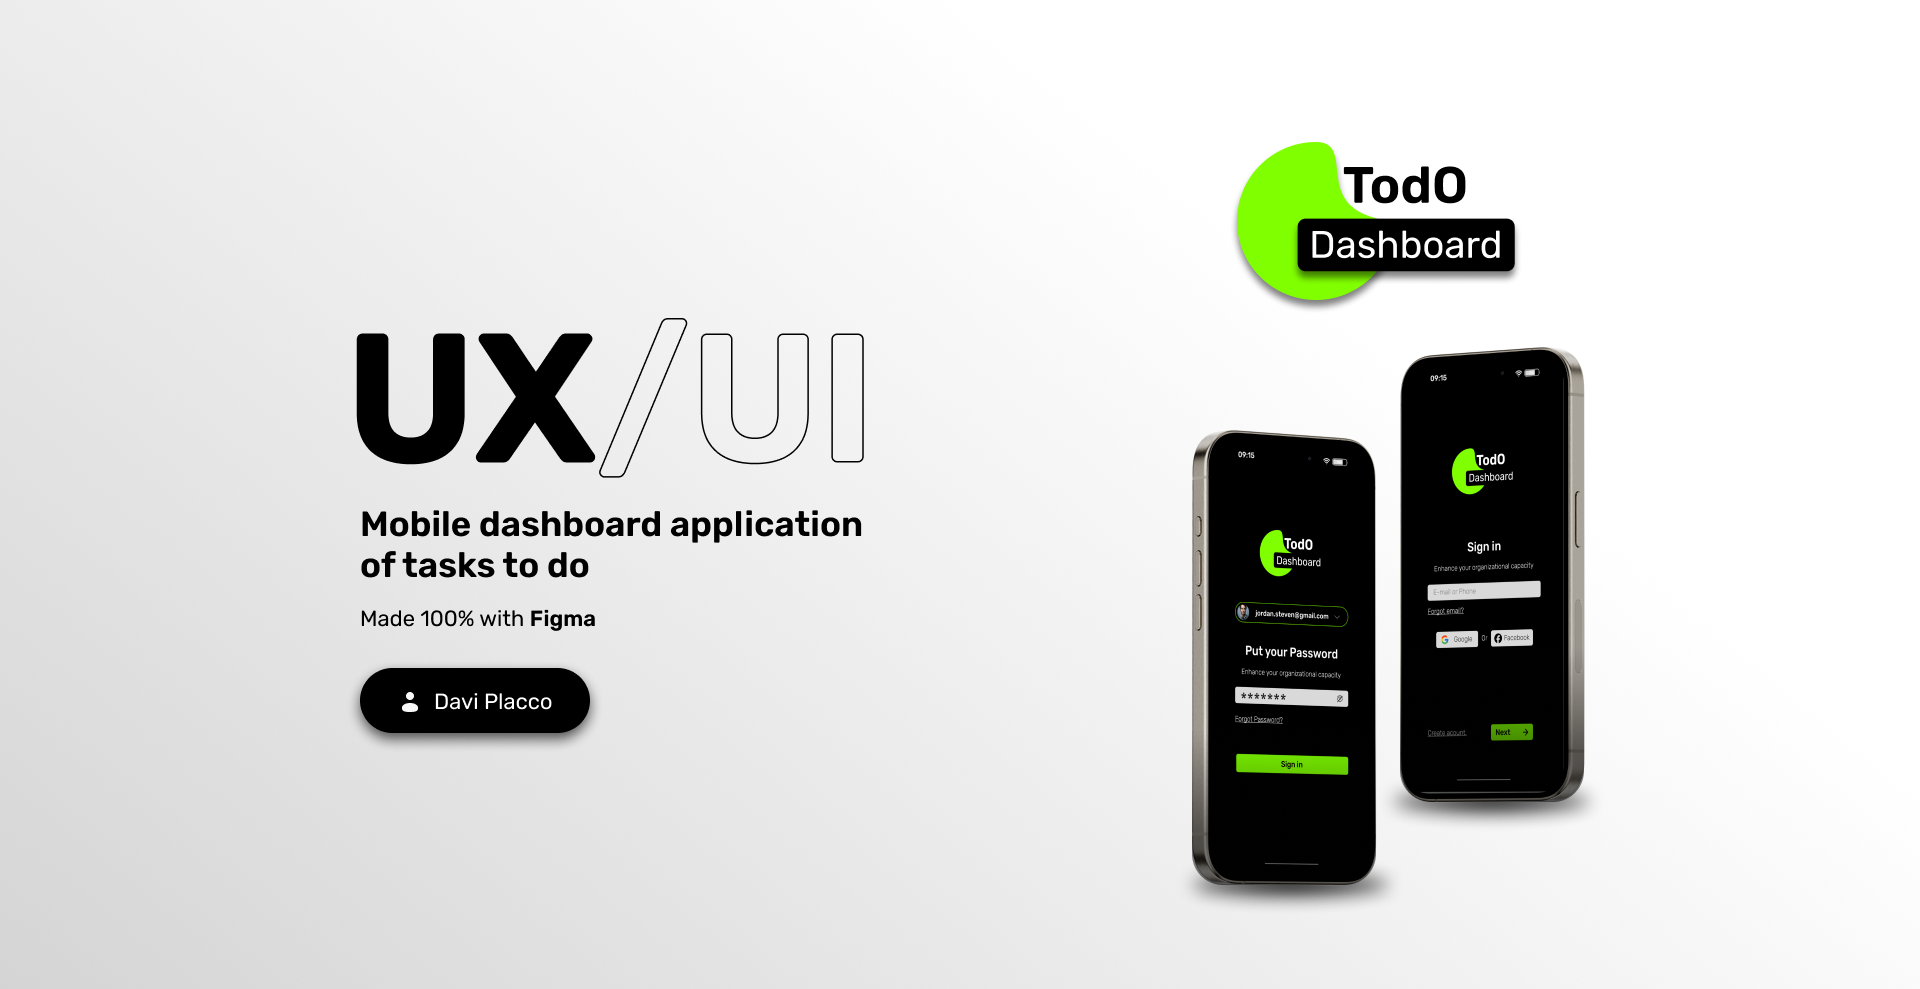 UX/UI
Mobile dashboard application
of tasks to do
Made 100% with Figma
Davi Placco
TodO
Dashboard
09:15
TodO
Dashboard
jordan.steven@gmail.com
Put your Password
Enhance your organizational capacity
*******
Forgot Password?
Sign in
09:15
TodO
Dashboard
Sign in
Enhance your organizational capacity
E-mail or Phone
Forgot email?
Google Or Facebook
Create acount.
Next